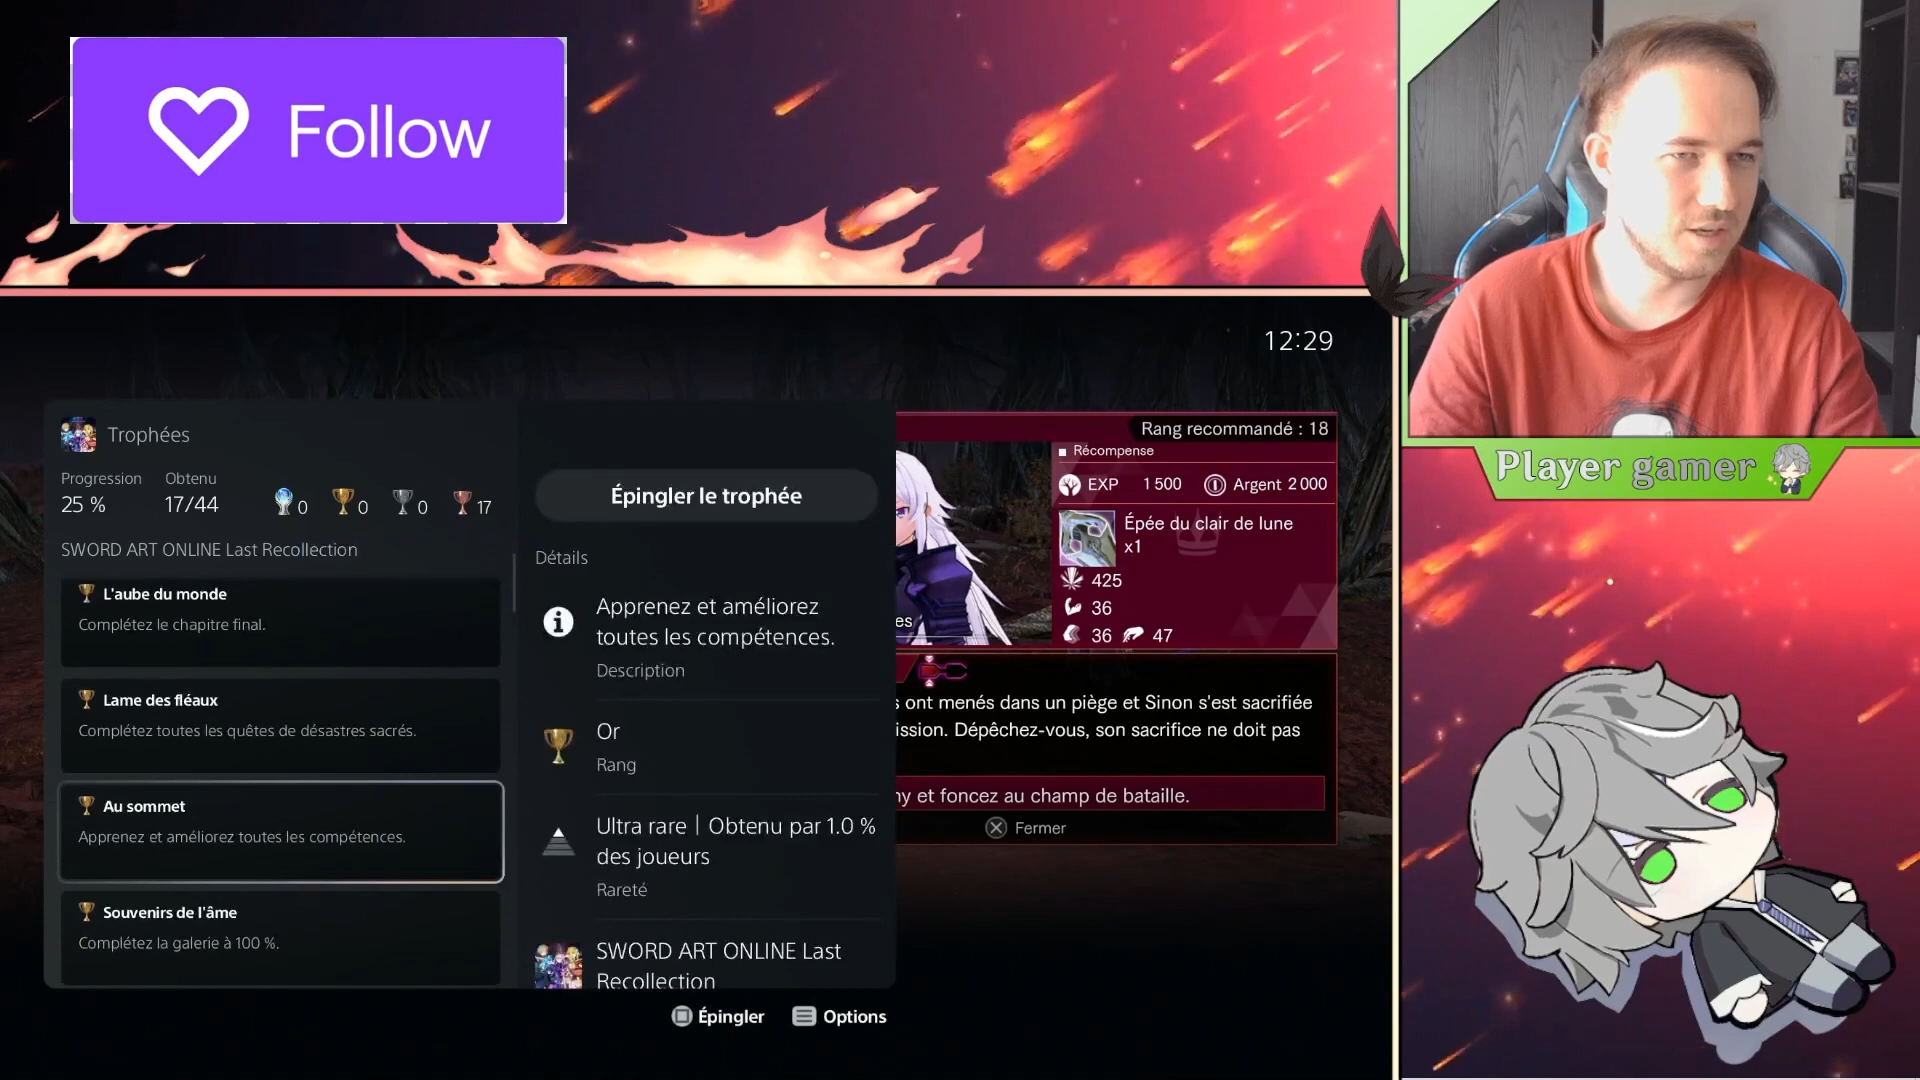 Follow
12:29
Trophées
Progression
Obtenu
25 %
17/44
0
0
0
17
SWORD ART ONLINE Last Recollection
L'aube du monde
Complétez le chapitre final.
Lame des fléaux
Complétez toutes les quêtes de désastres sacrés.
Au sommet
Apprenez et améliorez toutes les compétences.
Souvenirs de l'âme
Complétez la galerie à 100 %.
Épingler le trophée
Détails
Apprenez et améliorez
toutes les compétences.
Description
Or
Rang
Ultra rare | Obtenu par 1.0 %
des joueurs
Rareté
SWORD ART ONLINE Last
Recollection
Épingler
Options
Rang recommandé : 18
Récompense
EXP 1 500 Argent 2 000
Épée du clair de lune
x1
425
36
36 47
es
s ont menés dans un piège et Sinon s'est sacrifiée
ission. Dépêchez-vous, son sacrifice ne doit pas
ny et foncez au champ de bataille.
Fermer
Player gamer